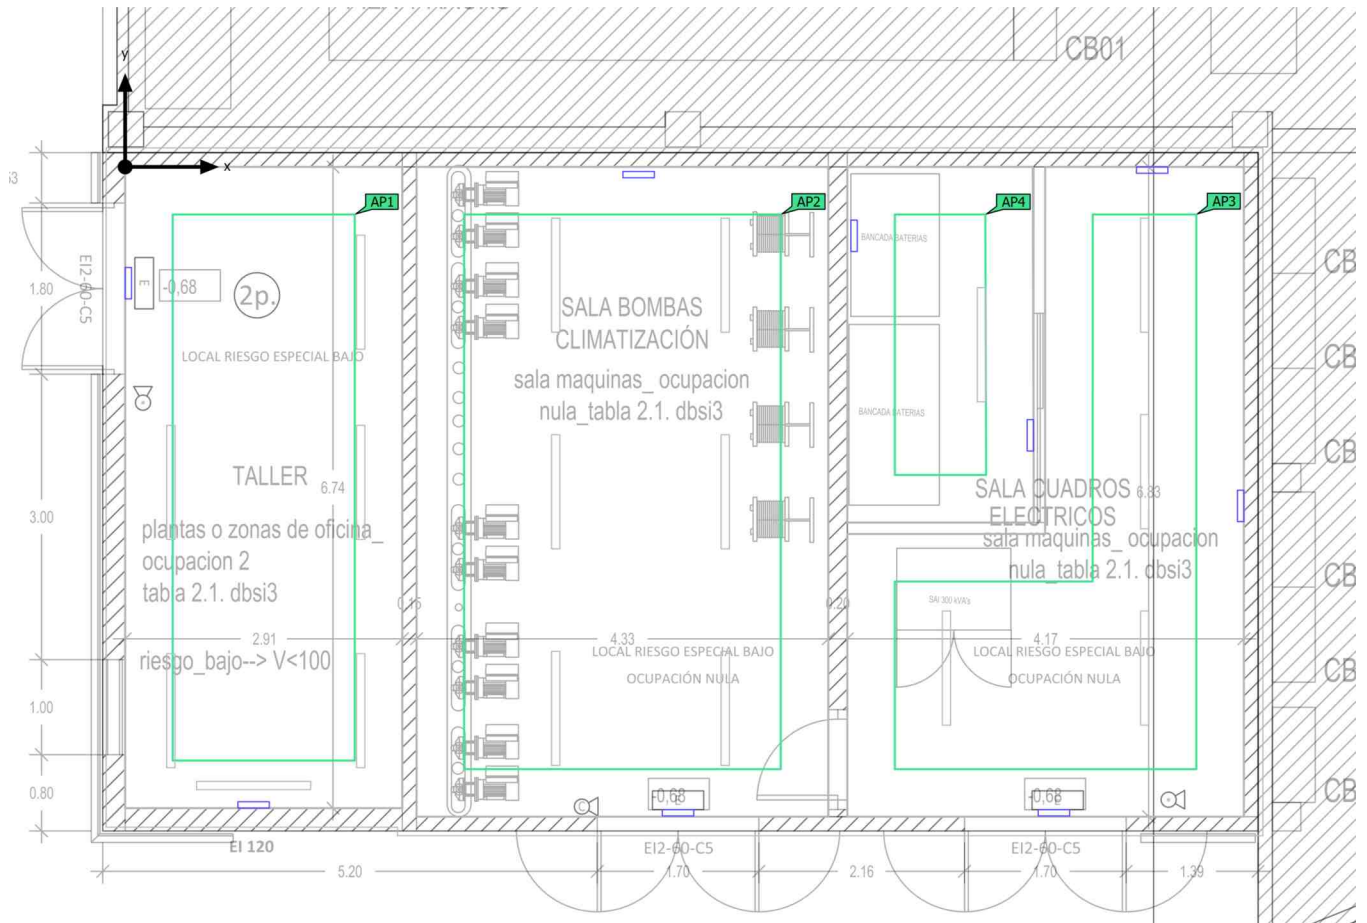 CB01
y
x
AP1
AP2
AP4
AP3
BANCADA BATERIAS
CB
EI2-60-C5
1.80
E
-0,68
2p.
SALA BOMBAS
CLIMATIZACIÓN
LOCAL RIESGO ESPECIAL BAJO
CB
sala maquinas_ ocupacion
nula_tabla 2.1. dbsi3
BANCADA BATERIAS
CB
TALLER
6.74
SALA CUADROS
ELECTRICOS
6.83
3.00
plantas o zonas de oficina_
ocupacion 2
tabla 2.1. dbsi3
sala maquinas_ ocupacion
nula_tabla 2.1. dbsi3
CB
0.15
0.20
SAI 300 kVA's
2.91
4.33
4.17
riesgo_bajo--> V<100
LOCAL RIESGO ESPECIAL BAJO
OCUPACIÓN NULA
LOCAL RIESGO ESPECIAL BAJO
OCUPACIÓN NULA
CB
1.00
0.80
C
-0,68
E
-0,68
E
CB
EI 120
EI2-60-C5
EI2-60-C5
5.20
1.70
2.16
1.70
1.39